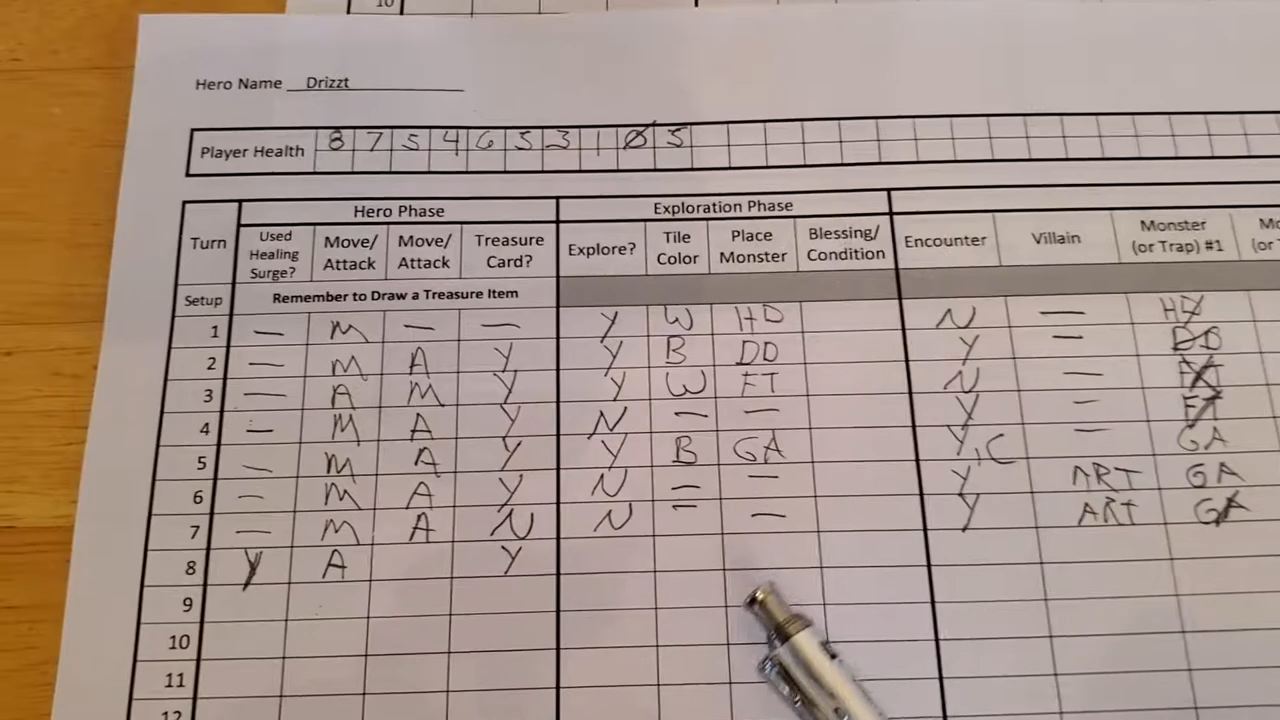 10
Hero Name Drizzt
Player Health 8 7 5 4 6 5 3 1 0 5
Hero Phase Exploration Phase
Turn Used Healing Surge? Move/ Attack Move/ Attack Treasure Card? Explore? Tile Color Place Monster Blessing/ Condition Encounter Villain Monster (or Trap) #1
Setup Remember to Draw a Treasure Item
1 — M — — Y W HD N — HD
2 — M A Y Y B DD Y — DD
3 — A M Y Y W FT N — FT
4 — M A Y N — — Y — FT
5 — M A Y Y B GA Y, C — GA
6 — M A Y N — — Y ART GA
7 — M A N N — — Y ART GA
8 Y A Y
9
10
11
12